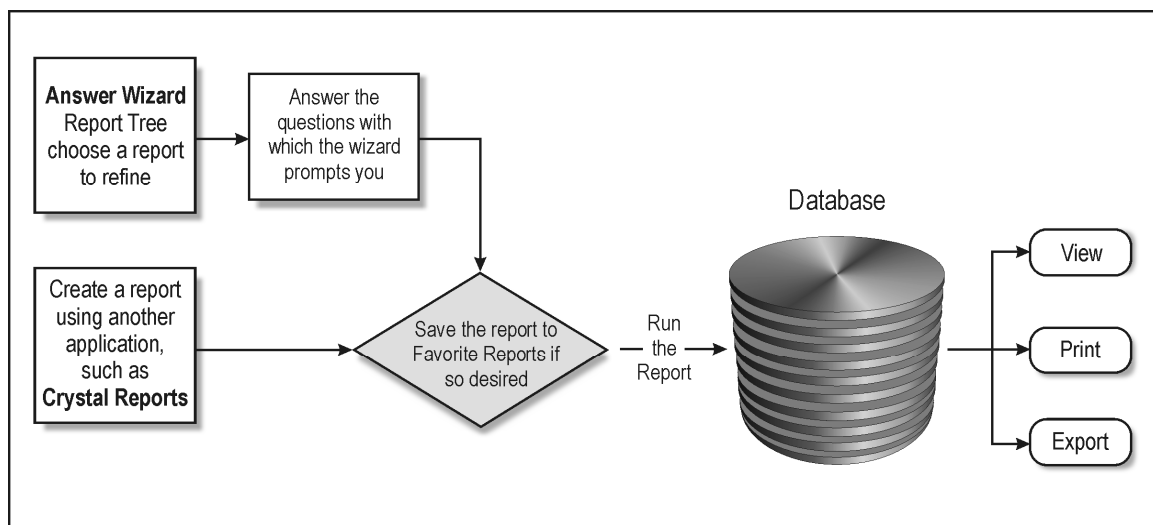 Answer Wizard
Report Tree
choose a report
to refine
Answer the
questions with
which the wizard
prompts you
Create a report
using another
application,
such as
Crystal Reports
Save the report to
Favorite Reports if
so desired
Run
the
Report
Database
View
Print
Export